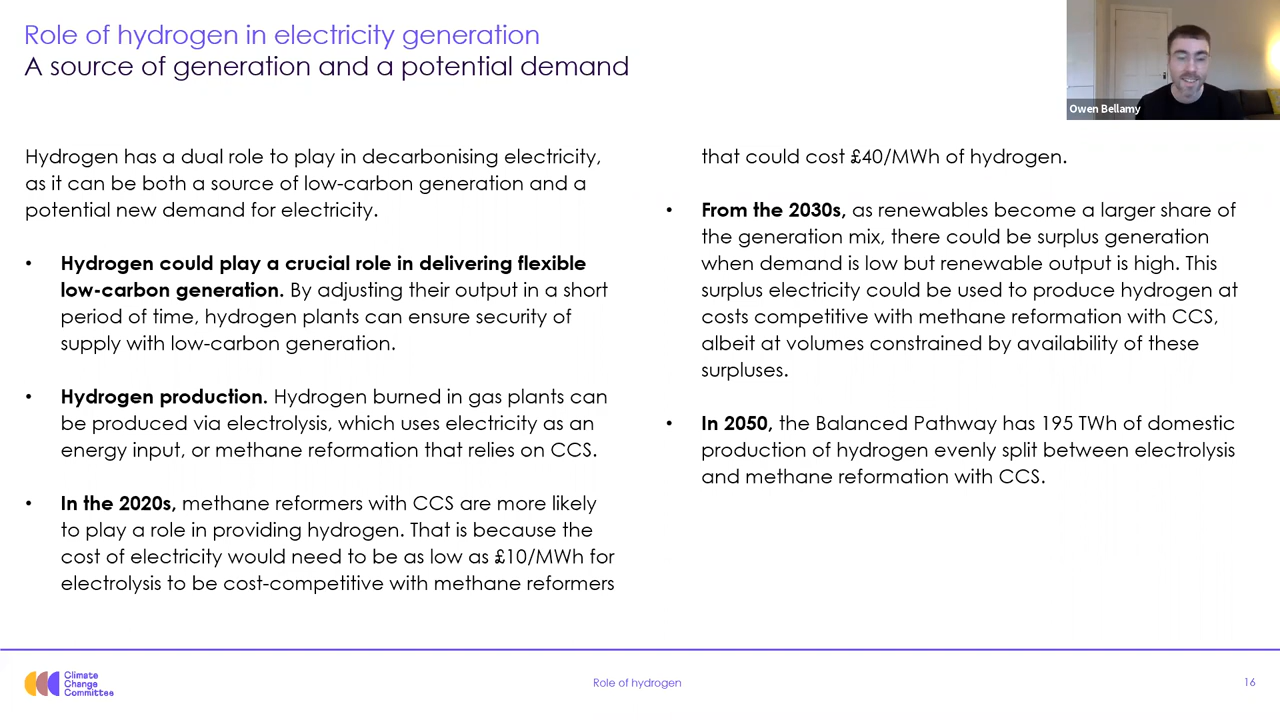 Role of hydrogen in electricity generation
A source of generation and a potential demand
Owen Bellamy
Hydrogen has a dual role to play in decarbonising electricity,
as it can be both a source of low-carbon generation and a
potential new demand for electricity.
• Hydrogen could play a crucial role in delivering flexible
low-carbon generation. By adjusting their output in a short
period of time, hydrogen plants can ensure security of
supply with low-carbon generation.
• Hydrogen production. Hydrogen burned in gas plants can
be produced via electrolysis, which uses electricity as an
energy input, or methane reformation that relies on CCS.
• In the 2020s, methane reformers with CCS are more likely
to play a role in providing hydrogen. That is because the
cost of electricity would need to be as low as £10/MWh for
electrolysis to be cost-competitive with methane reformers
that could cost £40/MWh of hydrogen.
• From the 2030s, as renewables become a larger share of
the generation mix, there could be surplus generation
when demand is low but renewable output is high. This
surplus electricity could be used to produce hydrogen at
costs competitive with methane reformation with CCS,
albeit at volumes constrained by availability of these
surpluses.
• In 2050, the Balanced Pathway has 195 TWh of domestic
production of hydrogen evenly split between electrolysis
and methane reformation with CCS.
Climate
Change
Committee
Role of hydrogen
16